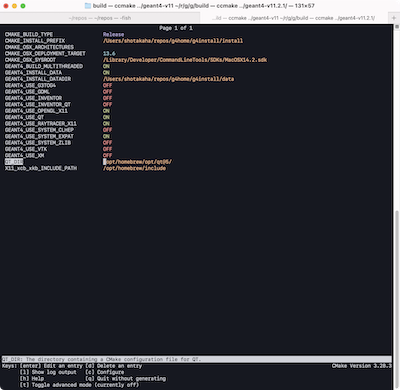 build — ccmake ../geant4-v11 ~/r/g/g/build — ccmake ../geant4-v11.2.1/ — 131×57
~/repos — ~/repos — -fish
..ld — ccmake ../geant4-v11 ~/r/g/g/build — ccmake ../geant4-v11.2.1/
Page 1 of 1
CMAKE_BUILD_TYPE Release
CMAKE_INSTALL_PREFIX /Users/shotakaha/repos/g4home/g4install/install
CMAKE_OSX_ARCHITECTURES
CMAKE_OSX_DEPLOYMENT_TARGET 13.6
CMAKE_OSX_SYSROOT /Library/Developer/CommandLineTools/SDKs/MacOSX14.2.sdk
GEANT4_BUILD_MULTITHREADED ON
GEANT4_INSTALL_DATA ON
GEANT4_INSTALL_DATADIR /Users/shotakaha/repos/g4home/g4install/data
GEANT4_USE_G3TOG4 OFF
GEANT4_USE_GDML OFF
GEANT4_USE_INVENTOR OFF
GEANT4_USE_INVENTOR_QT OFF
GEANT4_USE_OPENGL_X11 ON
GEANT4_USE_QT ON
GEANT4_USE_RAYTRACER_X11 ON
GEANT4_USE_SYSTEM_CLHEP OFF
GEANT4_USE_SYSTEM_EXPAT ON
GEANT4_USE_SYSTEM_ZLIB OFF
GEANT4_USE_VTK OFF
GEANT4_USE_XM OFF
QT_DIR /opt/homebrew/opt/qt@5/
X11_xcb_xkb_INCLUDE_PATH /opt/homebrew/include
QT_DIR: The directory containing a CMake configuration file for QT.
Keys: [enter] Edit an entry [d] Delete an entry CMake Version 3.28.3
[l] Show log output [c] Configure
[h] Help [q] Quit without generating
[t] Toggle advanced mode (currently off)